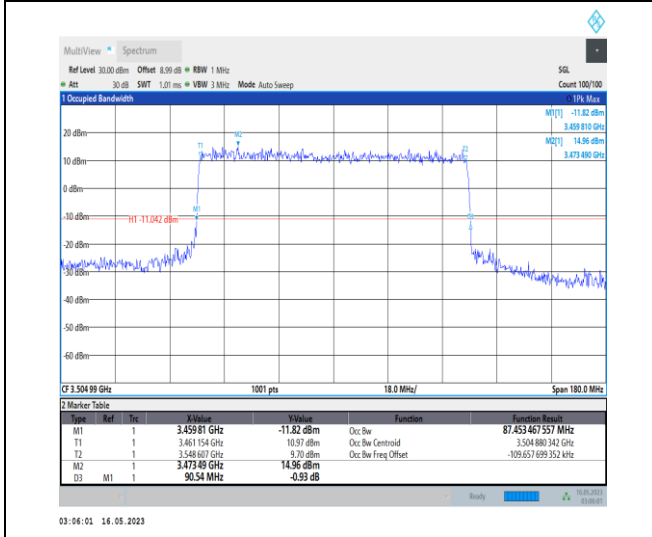 MultiView Spectrum
Ref Level 30.00 dBm Offset 8.99 dB RBW 1 MHz SGL
Att 30 dB SWT 1.01 ms VBW 3 MHz Mode Auto Sweep Count 100/100
1 Occupied Bandwidth 1Pk Max
M1[1] -11.82 dBm
3.459 810 GHz
M2[1] 14.96 dBm
3.473 490 GHz
20 dBm
M2
T1
T2
10 dBm
0 dBm
M1
-10 dBm
H1 -11.042 dBm
D3
-20 dBm
-30 dBm
-40 dBm
-50 dBm
-60 dBm
CF 3.504 99 GHz 1001 pts 18.0 MHz/ Span 180.0 MHz
2 Marker Table
Type Ref Trc X-Value Y-Value Function Function Result
M1 1 3.459 81 GHz -11.82 dBm Occ Bw 87.453 467 557 MHz
T1 1 3.461 154 GHz 10.97 dBm Occ Bw Centroid 3.504 880 342 GHz
T2 1 3.548 607 GHz 9.70 dBm Occ Bw Freq Offset -109.657 699 352 kHz
M2 1 3.473 49 GHz 14.96 dBm
D3 M1 1 90.54 MHz -0.93 dB
Ready 16.05.2023
03:06:01
03:06:01 16.05.2023